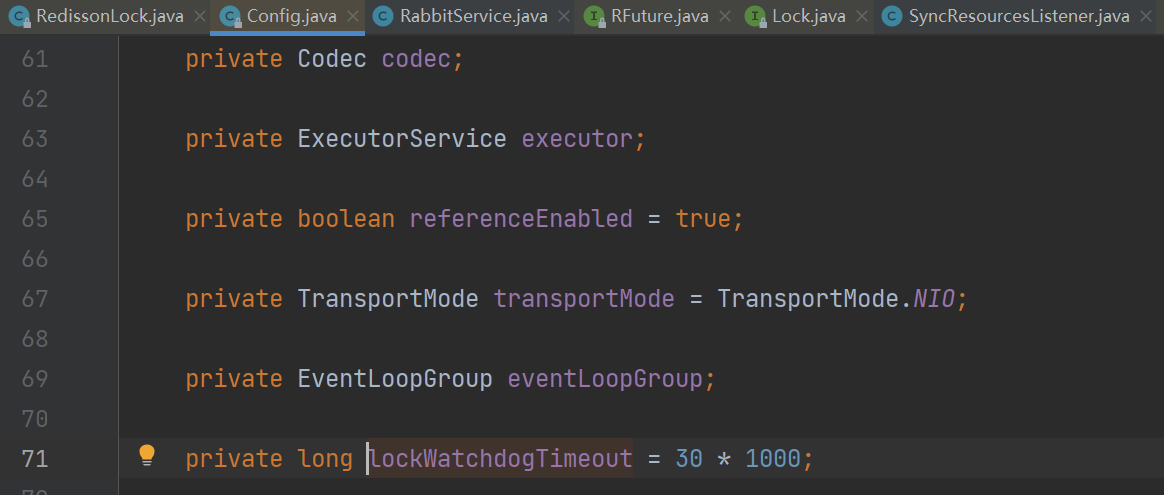 RedissonLock.java Config.java RabbitService.java RFuture.java Lock.java SyncResourcesListener.java
61 private Codec codec;
62
63 private ExecutorService executor;
64
65 private boolean referenceEnabled = true;
66
67 private TransportMode transportMode = TransportMode.NIO;
68
69 private EventLoopGroup eventLoopGroup;
70
71 private long lockWatchdogTimeout = 30 * 1000;